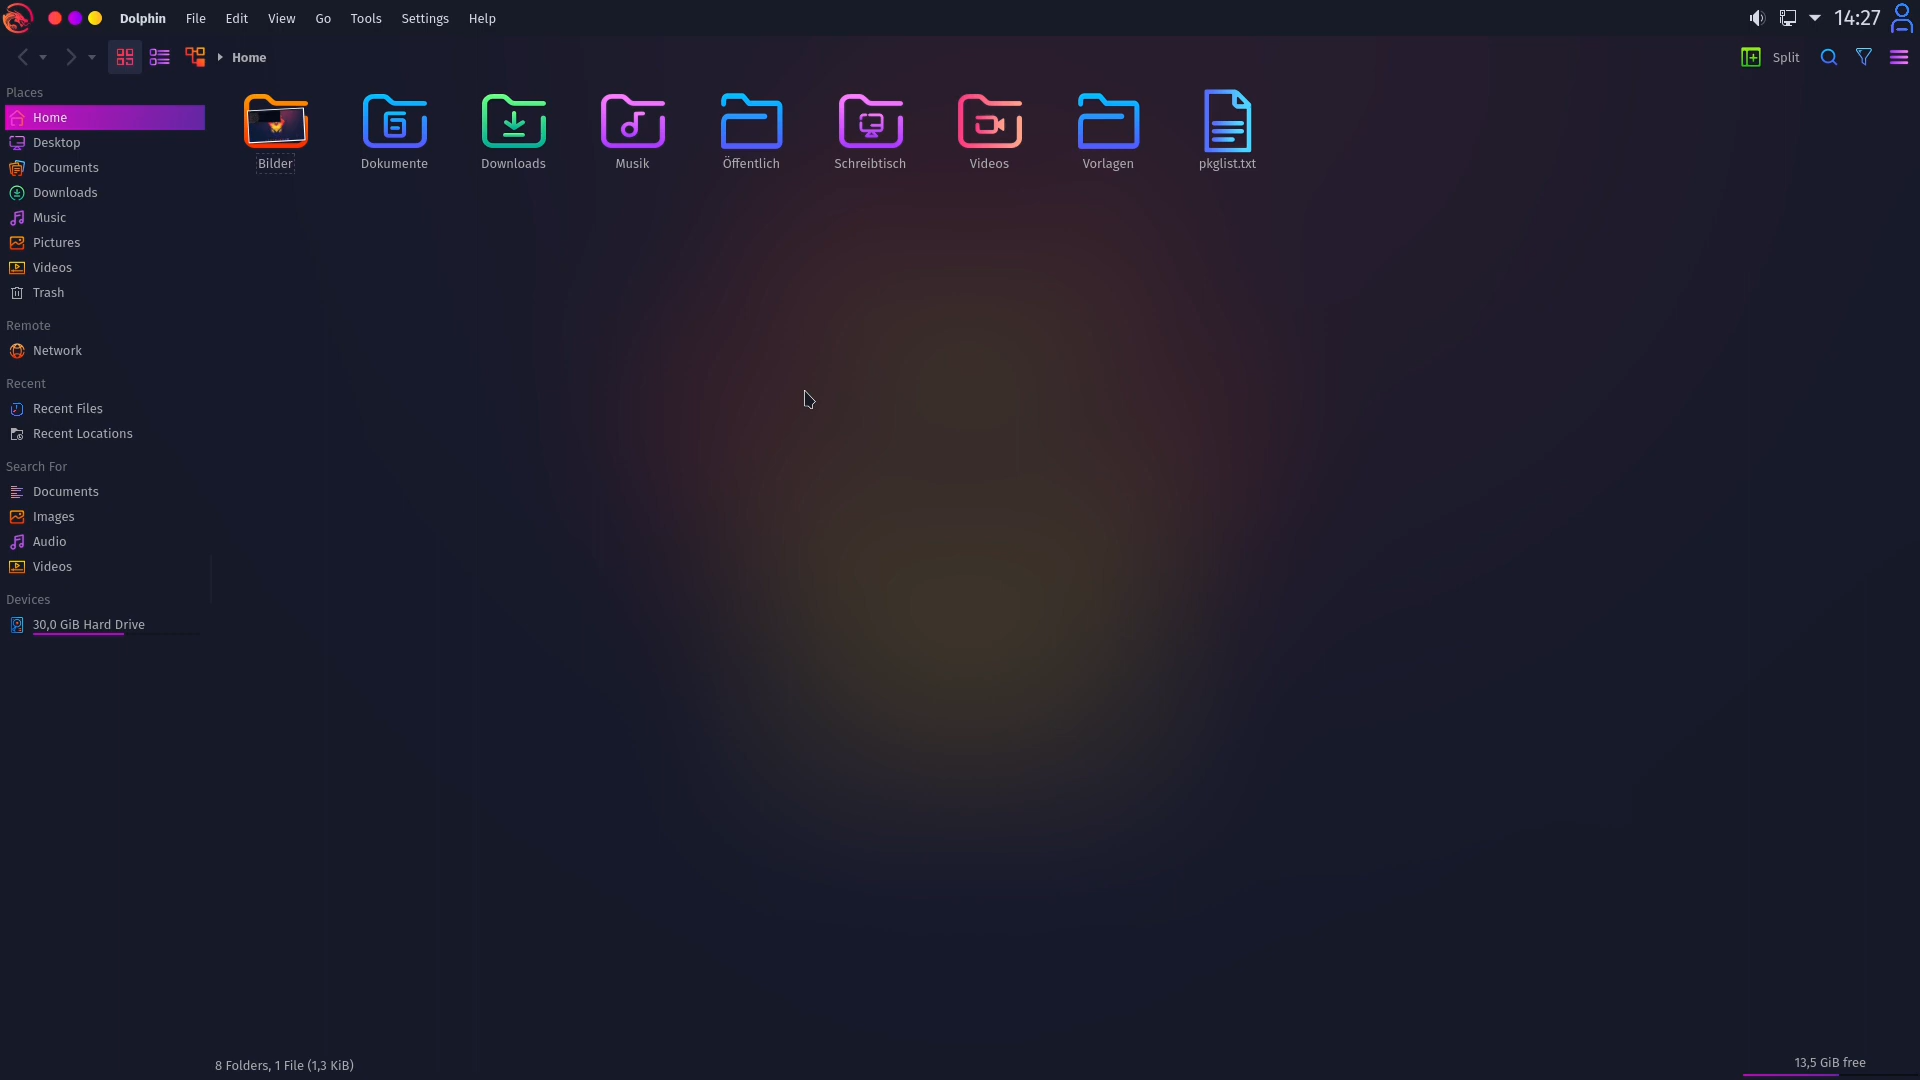 Dolphin File Edit View Go Tools Settings Help 14:27
Home Split
Places
Home
Desktop
Documents
Downloads
Music
Pictures
Videos
Trash
Remote
Network
Recent
Recent Files
Recent Locations
Search For
Documents
Images
Audio
Videos
Devices
30,0 GiB Hard Drive
Bilder Dokumente Downloads Musik Öffentlich Schreibtisch Videos Vorlagen pkglist.txt
8 Folders, 1 File (1,3 KiB) 13,5 GiB free